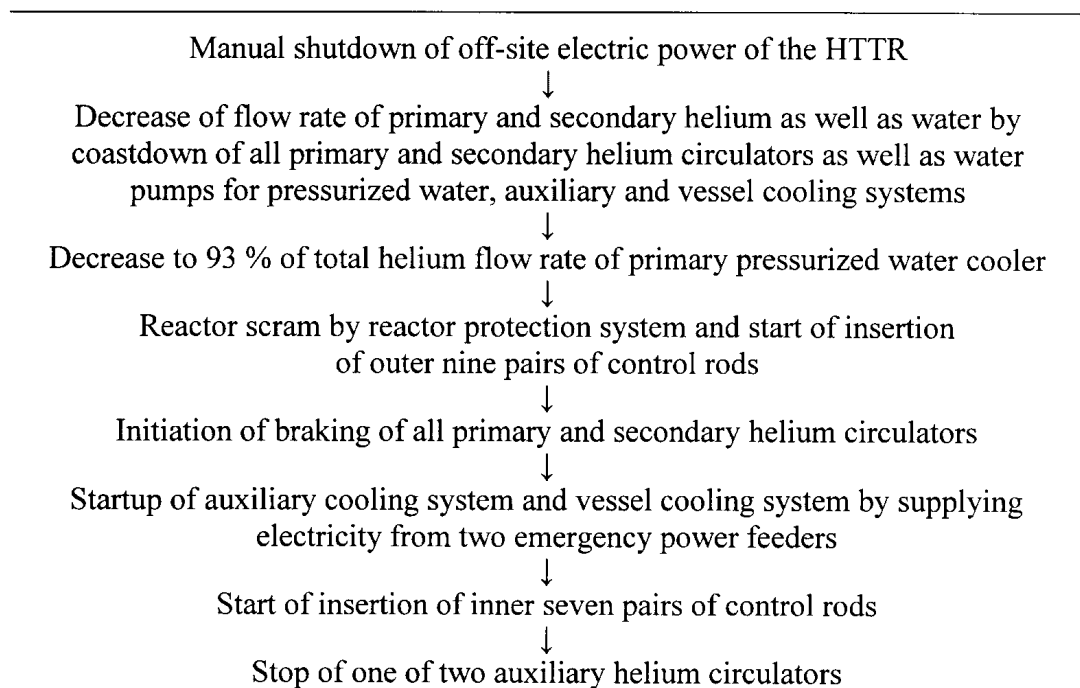 Manual shutdown of off-site electric power of the HTTR
↓
Decrease of flow rate of primary and secondary helium as well as water by
coastdown of all primary and secondary helium circulators as well as water
pumps for pressurized water, auxiliary and vessel cooling systems
↓
Decrease to 93 % of total helium flow rate of primary pressurized water cooler
↓
Reactor scram by reactor protection system and start of insertion
of outer nine pairs of control rods
↓
Initiation of braking of all primary and secondary helium circulators
↓
Startup of auxiliary cooling system and vessel cooling system by supplying
electricity from two emergency power feeders
↓
Start of insertion of inner seven pairs of control rods
↓
Stop of one of two auxiliary helium circulators